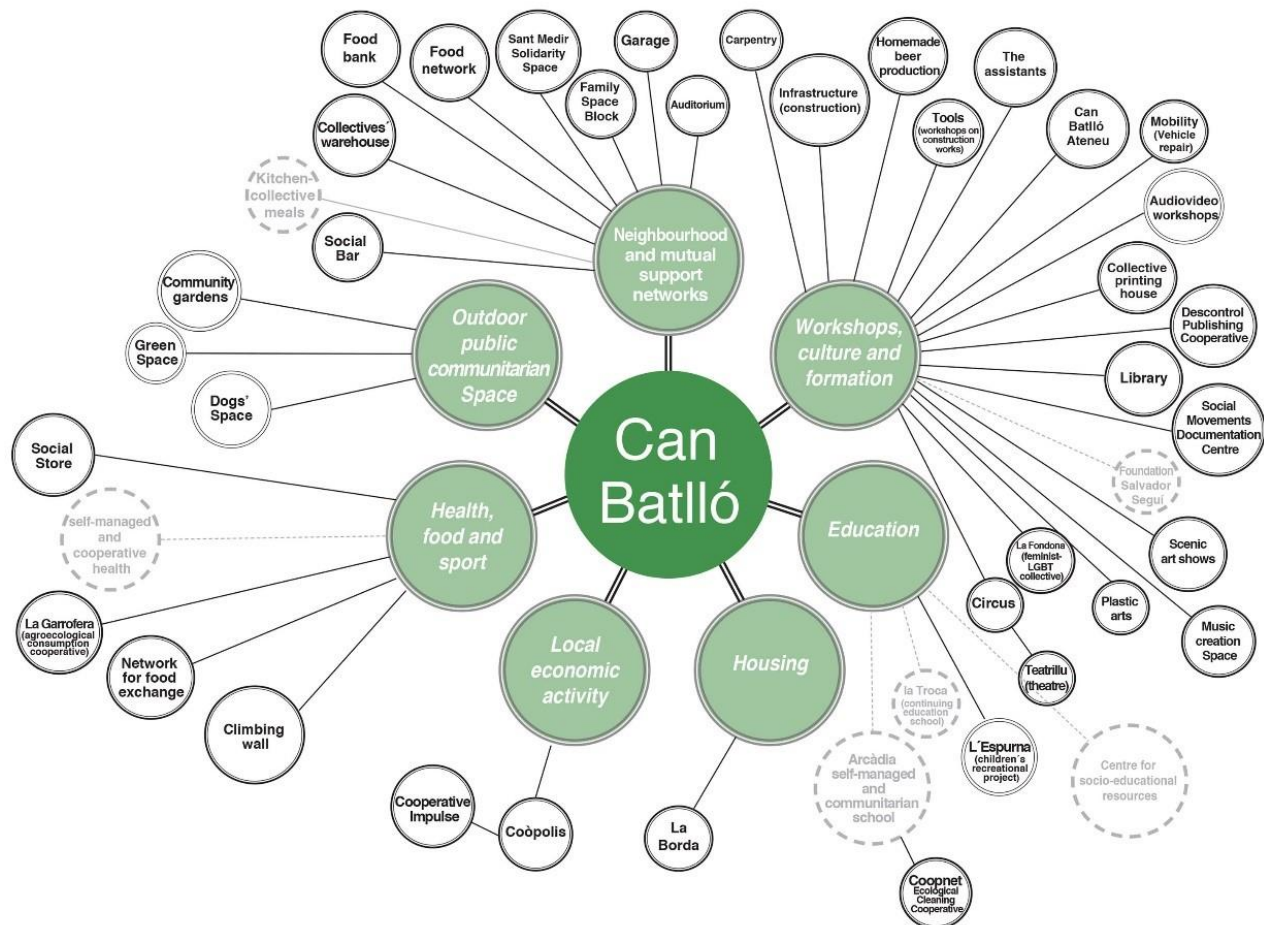 Can
Batlló
Neighbourhood
and mutual
support
networks
Food
bank
Food
network
Sant Medir
Solidarity
Space
Family
Space
Block
Garage
Auditorium
Collectives´
warehouse
Kitchen-
collective
meals
Social
Bar
Workshops,
culture and
formation
Carpentry
Infrastructure
(construction)
Homemade
beer
production
Tools
(workshops on
construction
works)
The
assistants
Can
Batlló
Ateneu
Mobility
(Vehicle
repair)
Audiovideo
workshops
Collective
printing
house
Descontrol
Publishing
Cooperative
Library
Social
Movements
Documentation
Centre
Foundation
Salvador
Seguí
Scenic
art shows
Music
creation
Space
Plastic
arts
La Fondona
(feminist-
LGBT
collective)
Circus
Teatrillu
(theatre)
Education
la Troca
(continuing
education
school)
L´Espurna
(children´s
recreational
project)
Centre for
socio-educational
resources
Arcàdia
self-managed
and
communitarian
school
Coopnet
Ecological
Cleaning
Cooperative
Housing
La
Borda
Local
economic
activity
Coòpolis
Cooperative
Impulse
Health,
food and
sport
Social
Store
self-managed
and
cooperative
health
La Garrofera
(agroecological
consumption
cooperative)
Network
for food
exchange
Climbing
wall
Outdoor
public
communitarian
Space
Community
gardens
Green
Space
Dogs'
Space